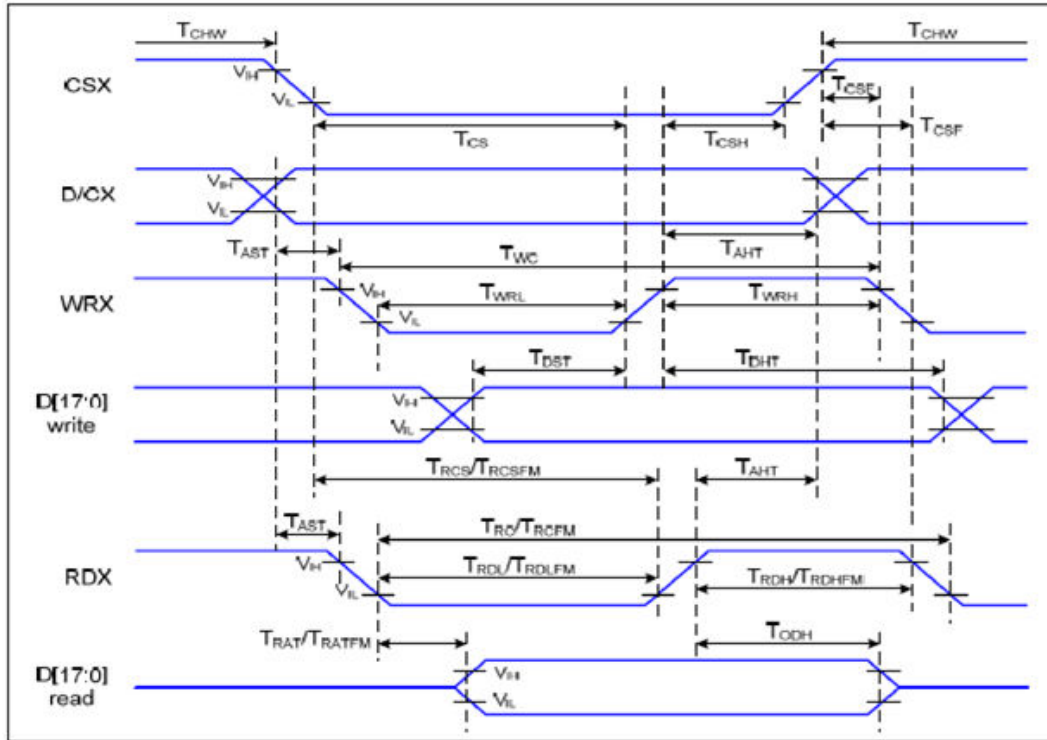 TCHW TCHW
VIH
CSX
TCSF
VIL
TCSF
TCS TCSH
VIH
D/CX
VIL
TAST TAHT
TWC
VIH TWRL TWRH
WRX
VIL
TDST TDHT
D[17:0]
write
VIH
VIL
TRCS/TRCSFM TAHT
TAST TRC/TRCFM
RDX
VIH TRDL/TRDLFM TRDH/TRDHFM
VIL
TRAT/TRATFM TODH
D[17:0]
read
VIH
VIL